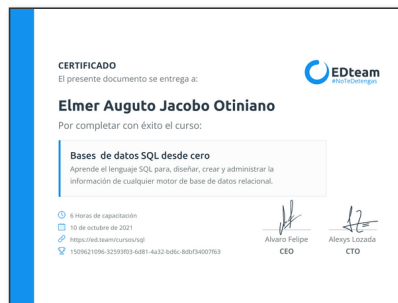 CERTIFICADO
El presente documento se entrega a:
EDteam
#NoTeDetengas
Elmer Auguto Jacobo Otiniano
Por completar con éxito el curso:
Bases de datos SQL desde cero
Aprende el lenguaje SQL para, diseñar, crear y administrar la
información de cualquier motor de base de datos relacional.
6 Horas de capacitación
10 de octubre de 2021
https://ed.team/cursos/sql
1509621096-32593f03-6d81-4a32-bd6c-8dbf34007f63
Alvaro Felipe
CEO
Alexys Lozada
CTO